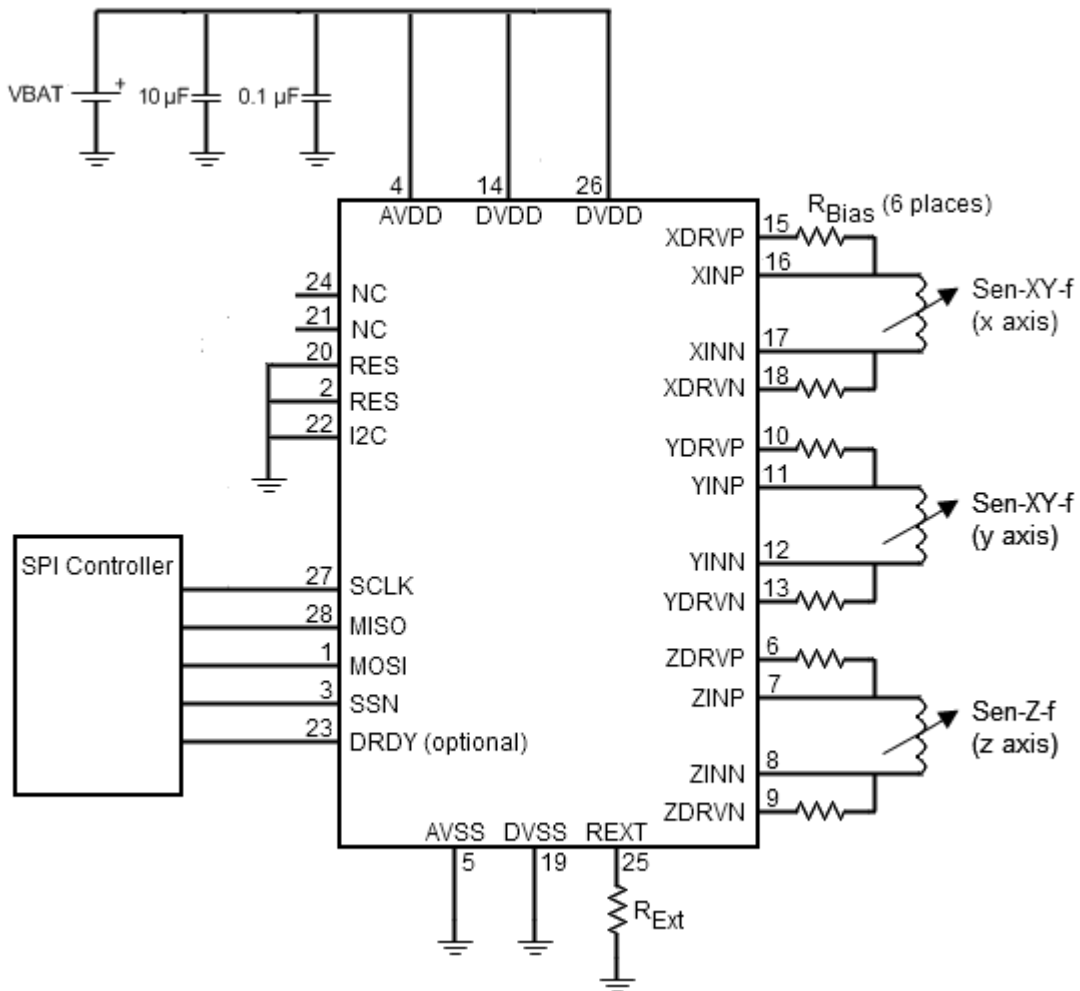 VBAT
+
10 µF
0.1 µF
4
14
26
AVDD
DVDD
DVDD
24
NC
21
NC
20
RES
2
RES
22
I2C
SPI Controller
27
SCLK
28
MISO
1
MOSI
3
SSN
23
DRDY (optional)
AVSS
DVSS
REXT
5
19
25
RExt
RBias (6 places)
XDRVP
15
XINP
16
XINN
17
XDRVN
18
Sen-XY-f
(x axis)
YDRVP
10
YINP
11
YINN
12
YDRVN
13
Sen-XY-f
(y axis)
ZDRVP
6
ZINP
7
ZINN
8
ZDRVN
9
Sen-Z-f
(z axis)